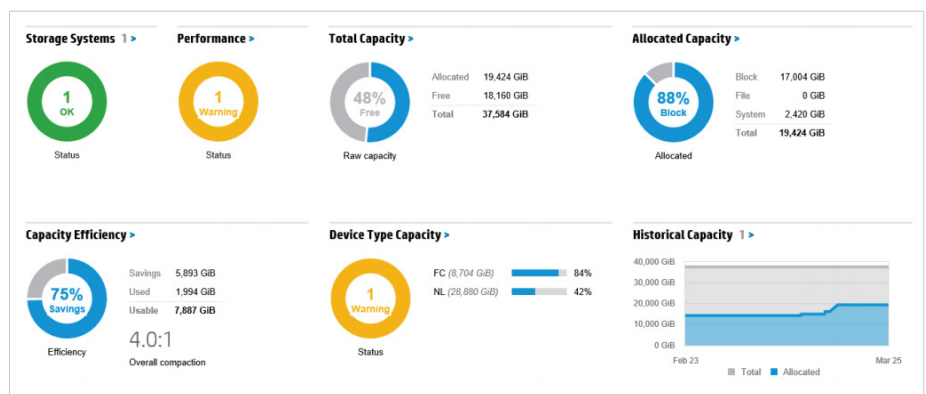 Storage Systems 1 >
1
OK
Status
Performance >
1
Warning
Status
Total Capacity >
48%
Free
Raw capacity
Allocated 19,424 GiB
Free 18,160 GiB
Total 37,584 GiB
Allocated Capacity >
88%
Block
Allocated
Block 17,004 GiB
File 0 GiB
System 2,420 GiB
Total 19,424 GiB
Capacity Efficiency >
75%
Savings
Efficiency
Savings 5,893 GiB
Used 1,994 GiB
Usable 7,887 GiB
4.0:1
Overall compaction
Device Type Capacity >
1
Warning
Status
FC (8,704 GiB) 84%
NL (28,880 GiB) 42%
Historical Capacity 1 >
40,000 GiB
30,000 GiB
20,000 GiB
10,000 GiB
0 GiB
Feb 23 Mar 25
Total Allocated